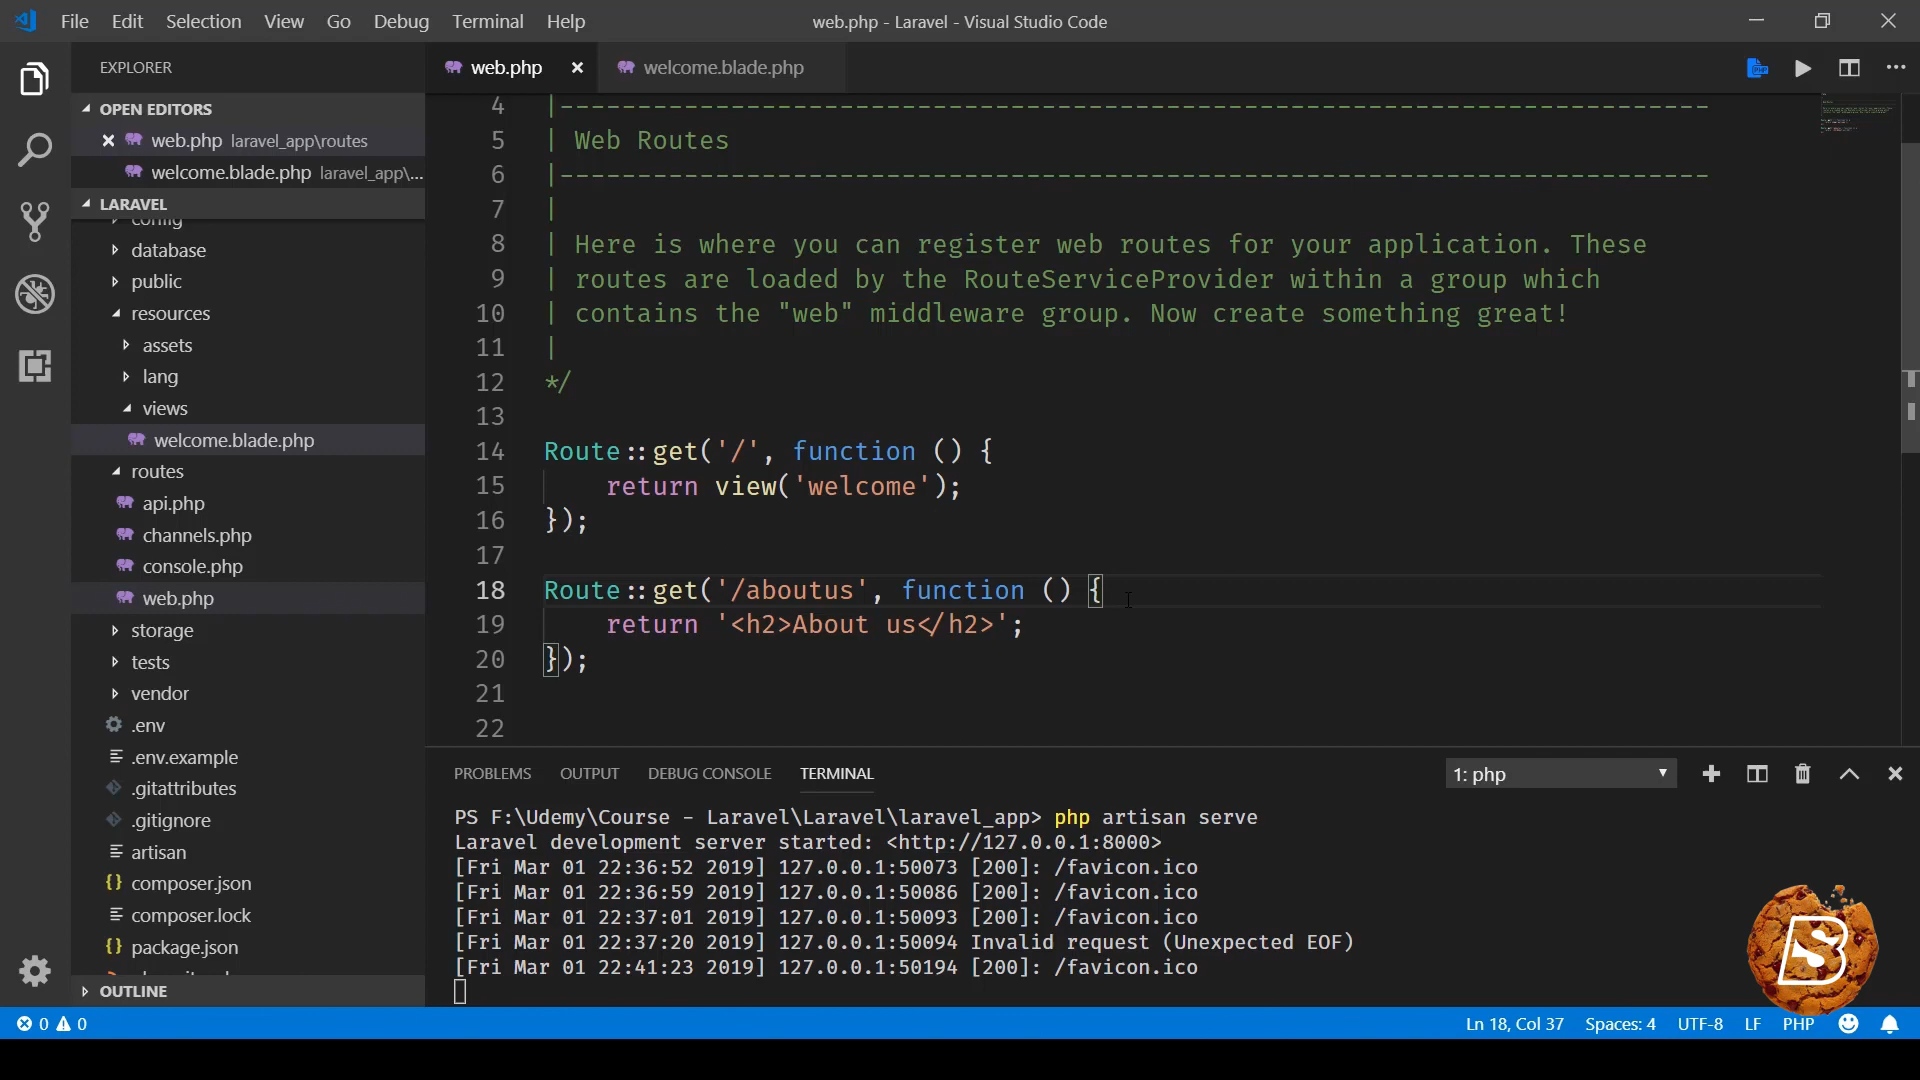 File Edit Selection View Go Debug Terminal Help
web.php - Laravel - Visual Studio Code
EXPLORER
OPEN EDITORS
web.php laravel_app\routes
welcome.blade.php laravel_app\...
LARAVEL
config
database
public
resources
assets
lang
views
welcome.blade.php
routes
api.php
channels.php
console.php
web.php
storage
tests
vendor
.env
.env.example
.gitattributes
.gitignore
artisan
composer.json
composer.lock
package.json
OUTLINE
web.php welcome.blade.php
4 |--------------------------------------------------------------------------
5 | Web Routes
6 |--------------------------------------------------------------------------
7 |
8 | Here is where you can register web routes for your application. These
9 | routes are loaded by the RouteServiceProvider within a group which
10 | contains the "web" middleware group. Now create something great!
11 |
12 */
13
14 Route::get('/', function () {
15 return view('welcome');
16 });
17
18 Route::get('/aboutus', function () {
19 return '<h2>About us</h2>';
20 });
21
22
PROBLEMS OUTPUT DEBUG CONSOLE TERMINAL
1: php
PS F:\Udemy\Course - Laravel\Laravel\laravel_app> php artisan serve
Laravel development server started: <http://127.0.0.1:8000>
[Fri Mar 01 22:36:52 2019] 127.0.0.1:50073 [200]: /favicon.ico
[Fri Mar 01 22:36:59 2019] 127.0.0.1:50086 [200]: /favicon.ico
[Fri Mar 01 22:37:01 2019] 127.0.0.1:50093 [200]: /favicon.ico
[Fri Mar 01 22:37:20 2019] 127.0.0.1:50094 Invalid request (Unexpected EOF)
[Fri Mar 01 22:41:23 2019] 127.0.0.1:50194 [200]: /favicon.ico
0 0
Ln 18, Col 37 Spaces: 4 UTF-8 LF PHP